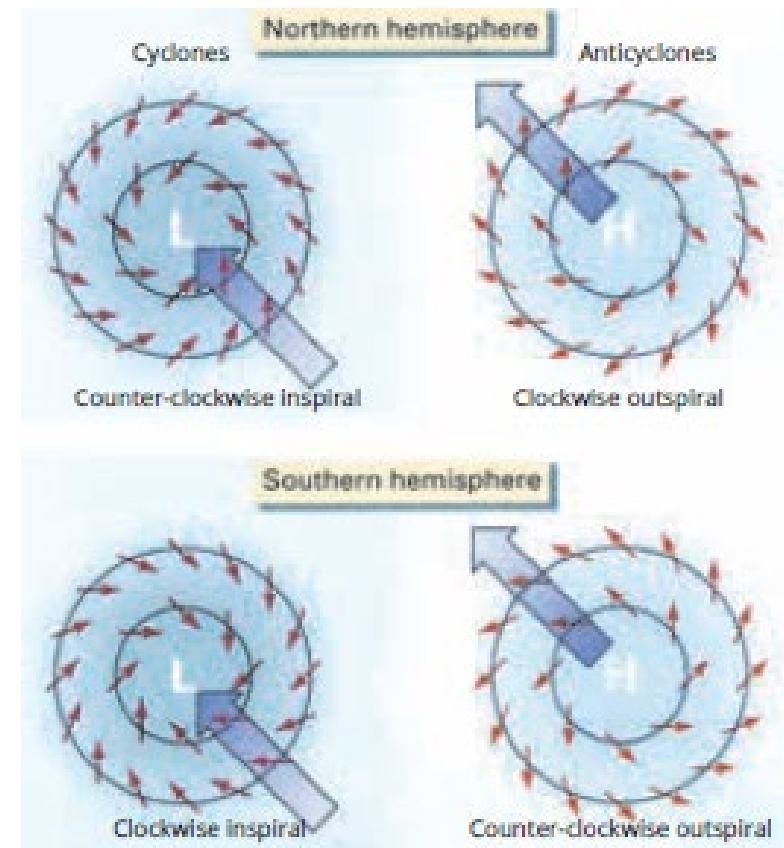 Northern hemisphere
Cyclones
Anticyclones
L
H
Counter-clockwise inspiral
Clockwise outspiral
Southern hemisphere
L
H
Clockwise inspiral
Counter-clockwise outspiral